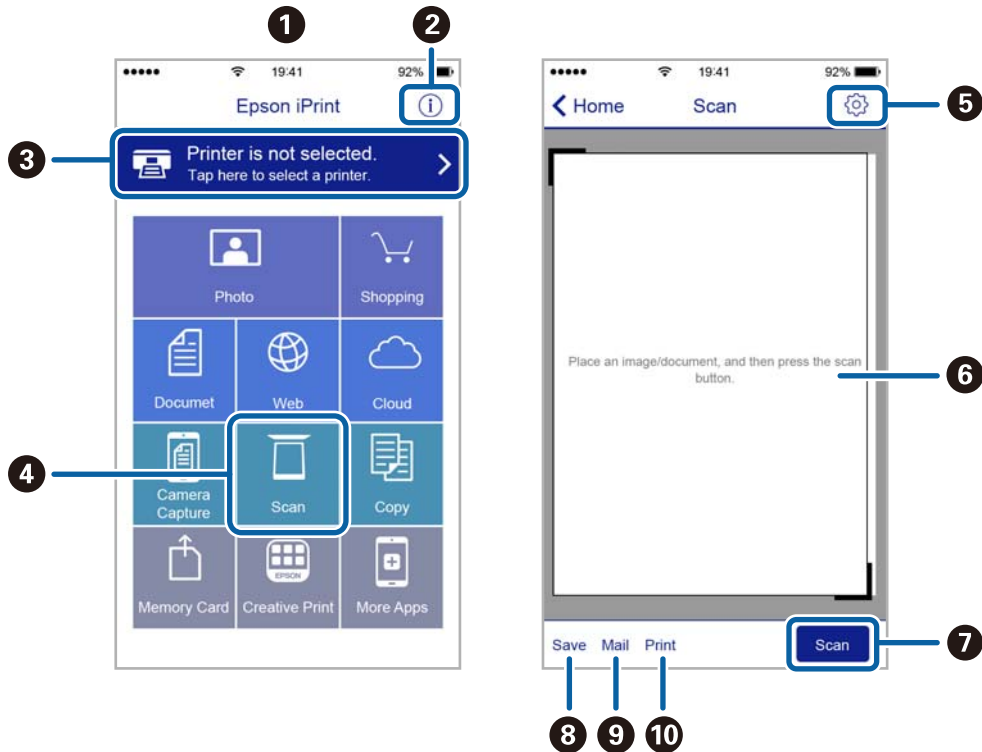 1
2
19:41
92%
Epson iPrint
i
3
Printer is not selected.
Tap here to select a printer.
Photo
Shopping
Documet
Web
Cloud
4
Camera
Capture
Scan
Copy
EPSON
Memory Card
Creative Print
More Apps
19:41
92%
Home
Scan
5
Place an image/document, and then press the scan
button.
6
Save Mail Print
Scan
7
8
9
10